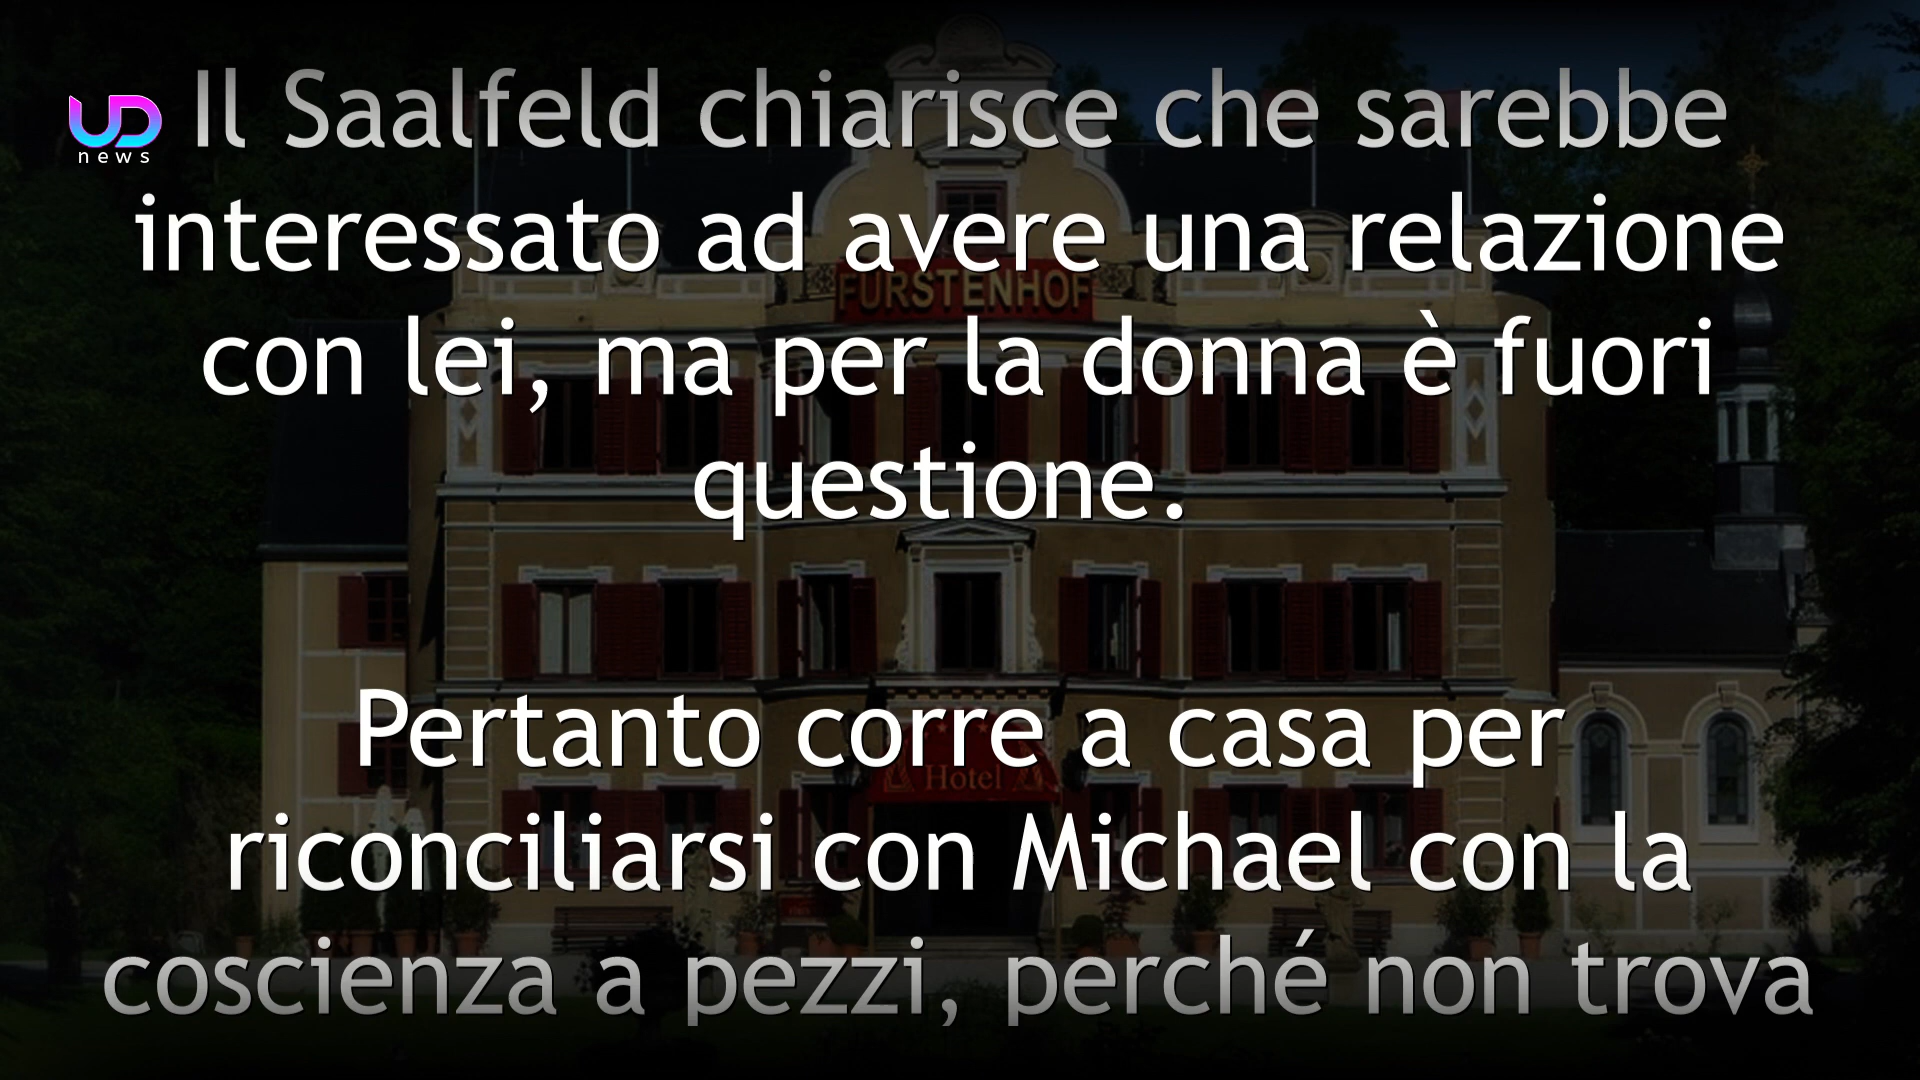 UD
news
Il Saalfeld chiarisce che sarebbe
interessato ad avere una relazione
con lei, ma per la donna è fuori
questione.
Pertanto corre a casa per
riconciliarsi con Michael con la
coscienza a pezzi, perché non trova
FÜRSTENHOF
Hotel